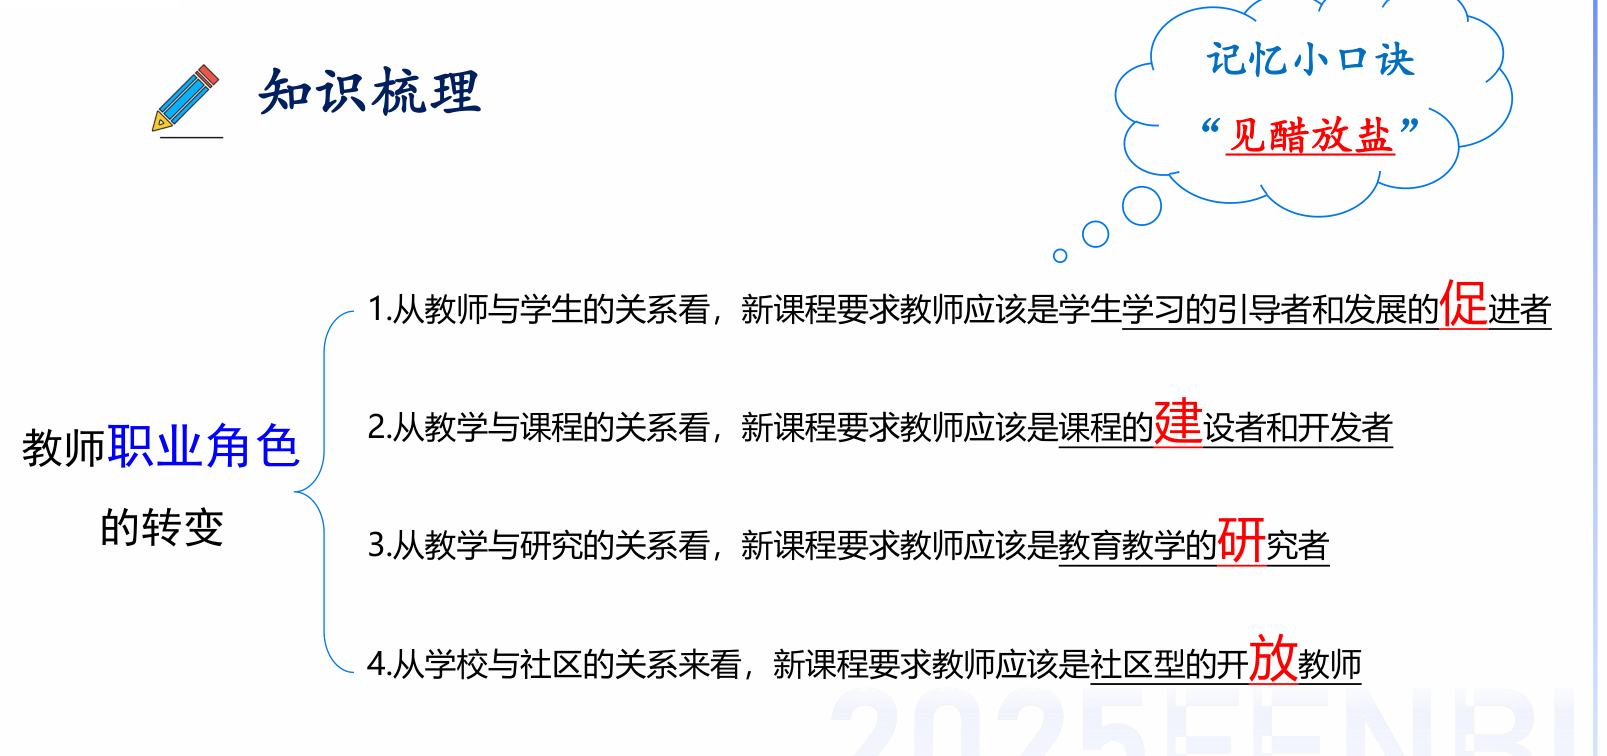 知识梳理
记忆小口诀
“见醋放盐”
1.从教师与学生的关系看，新课程要求教师应该是学生学习的引导者和发展的促进者
2.从教学与课程的关系看，新课程要求教师应该是课程的建设者和开发者
教师职业角色
的转变
3.从教学与研究的关系看，新课程要求教师应该是教育教学的研究者
4.从学校与社区的关系来看，新课程要求教师应该是社区型的开放教师
2025FENBI